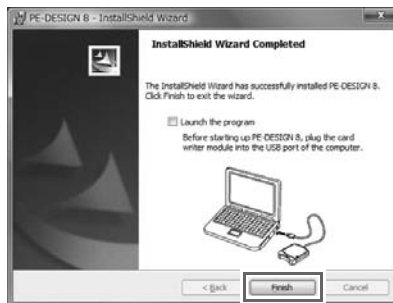 PE-DESIGN 8 - InstallShield Wizard
InstallShield Wizard Completed
The InstallShield Wizard has successfully installed PE-DESIGN 8.
Click Finish to exit the wizard.
Launch the program
Before starting up PE-DESIGN 8, plug the card
writer module into the USB port of the computer.
< Back
Finish
Cancel